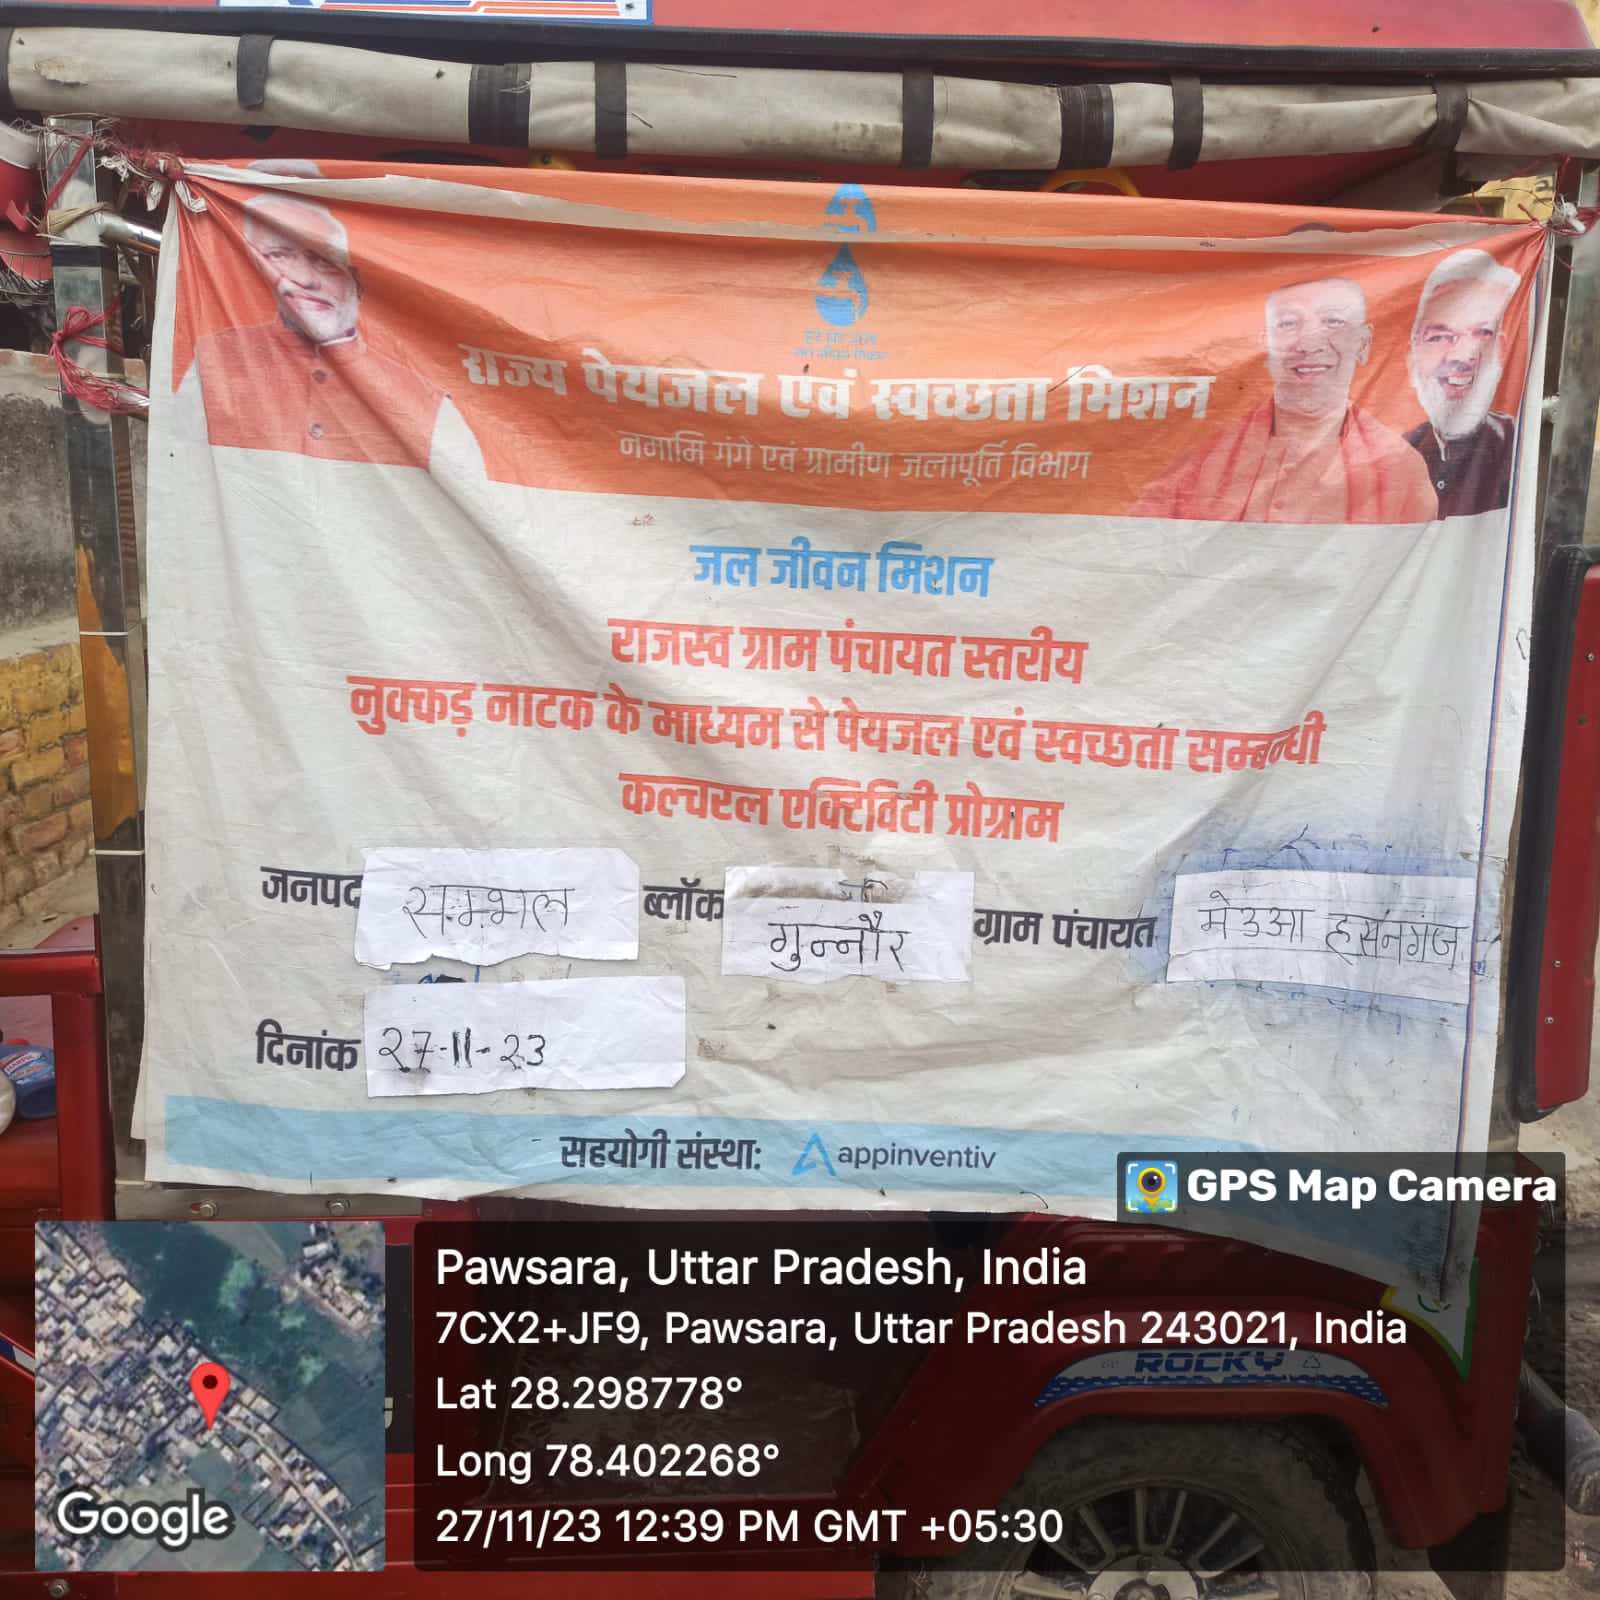 राज्य पेयजल एवं स्वच्छता मिशन
नमामि गंगे एवं ग्रामीण जलापूर्ति विभाग
जल जीवन मिशन
राजस्व ग्राम पंचायत स्तरीय
नुक्कड़ नाटक के माध्यम से पेयजल एवं स्वच्छता सम्बन्धी
कल्चरल एक्टिविटी प्रोग्राम
जनपद सम्भल ब्लॉक गुन्नौर ग्राम पंचायत मेउआ हसनगंज
दिनांक 27-11-23
सहयोगी संस्था: appinventiv
GPS Map Camera
Pawsara, Uttar Pradesh, India
7CX2+JF9, Pawsara, Uttar Pradesh 243021, India
ROCKY
Lat 28.298778°
Long 78.402268°
27/11/23 12:39 PM GMT +05:30
Google